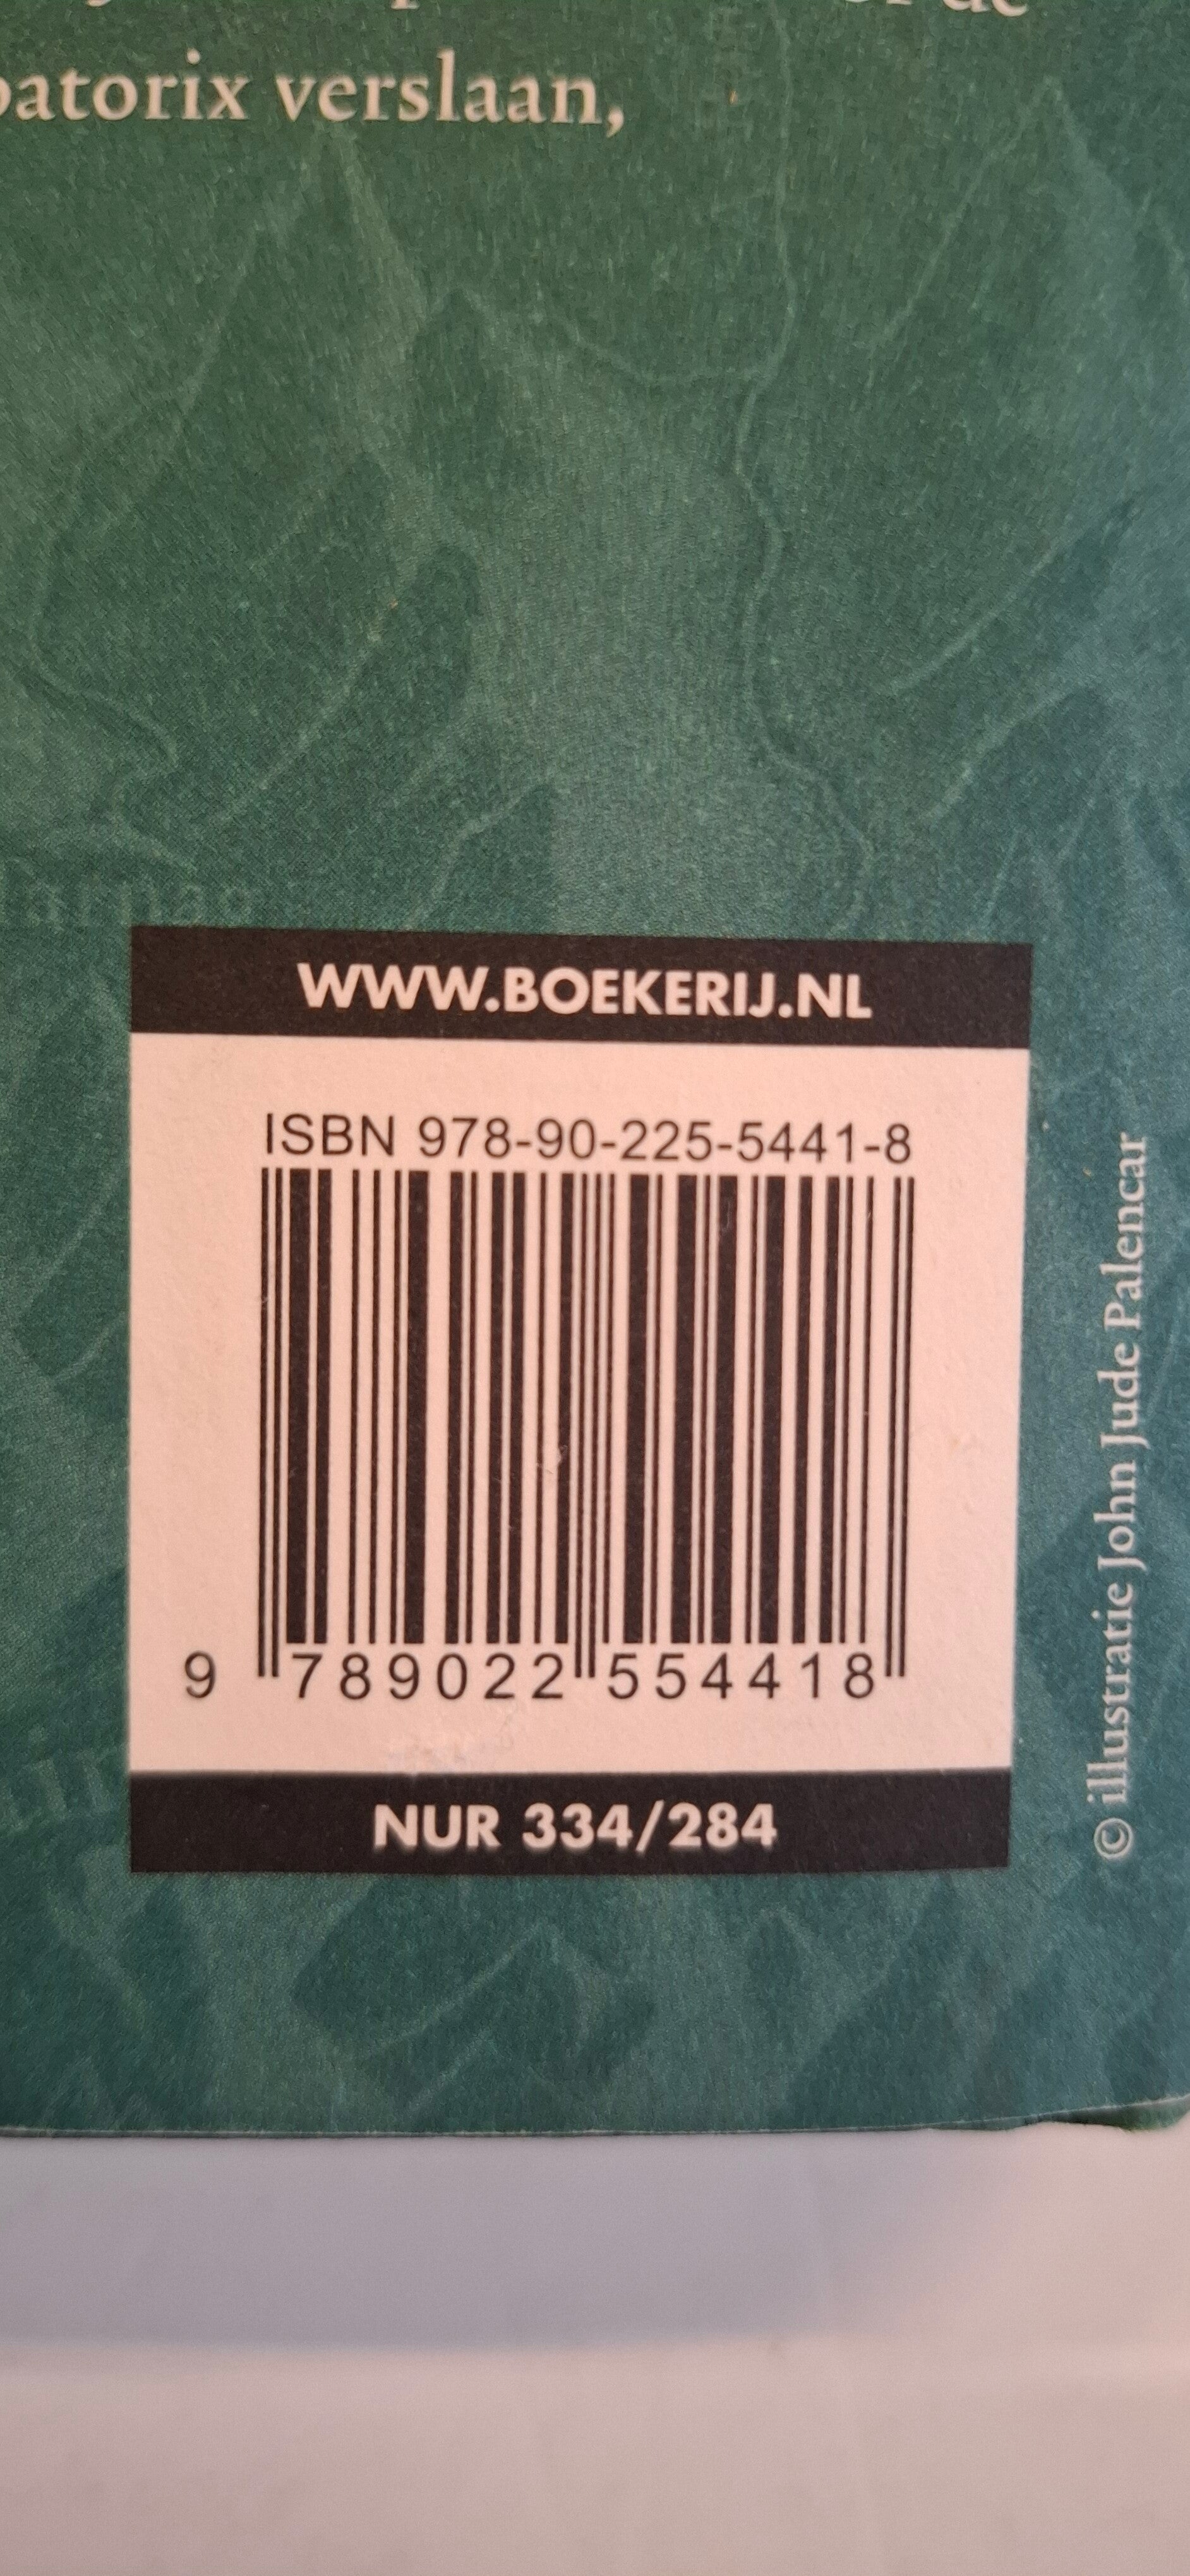 patorix verslaan,
WWW.BOEKERIJ.NL
ISBN 978-90-225-5441-8
9 789022 554418
NUR 334/284
© illustratie John Jude Palencar